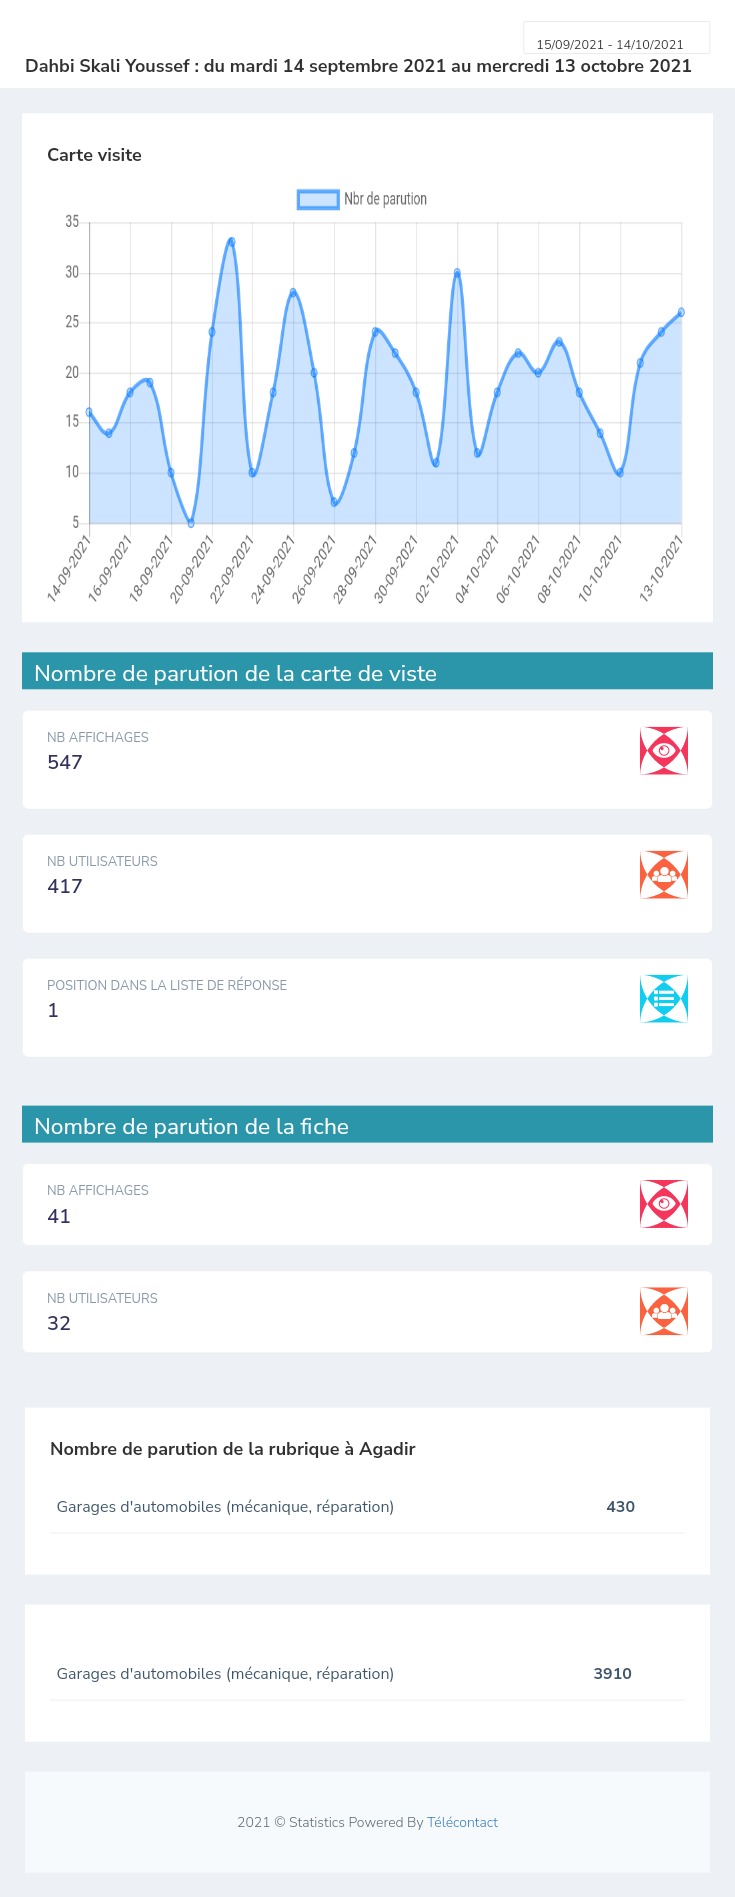 15/09/2021 - 14/10/2021
Dahbi Skali Youssef : du mardi 14 septembre 2021 au mercredi 13 octobre 2021
Carte visite
Nbr de parution
35
30
25
20
15
10
5
14-09-2021
16-09-2021
18-09-2021
20-09-2021
22-09-2021
24-09-2021
26-09-2021
28-09-2021
30-09-2021
02-10-2021
04-10-2021
06-10-2021
08-10-2021
10-10-2021
13-10-2021
Nombre de parution de la carte de viste
NB AFFICHAGES
547
NB UTILISATEURS
417
POSITION DANS LA LISTE DE RÉPONSE
1
Nombre de parution de la fiche
NB AFFICHAGES
41
NB UTILISATEURS
32
Nombre de parution de la rubrique à Agadir
Garages d'automobiles (mécanique, réparation) 430
Garages d'automobiles (mécanique, réparation) 3910
2021 © Statistics Powered By Télécontact